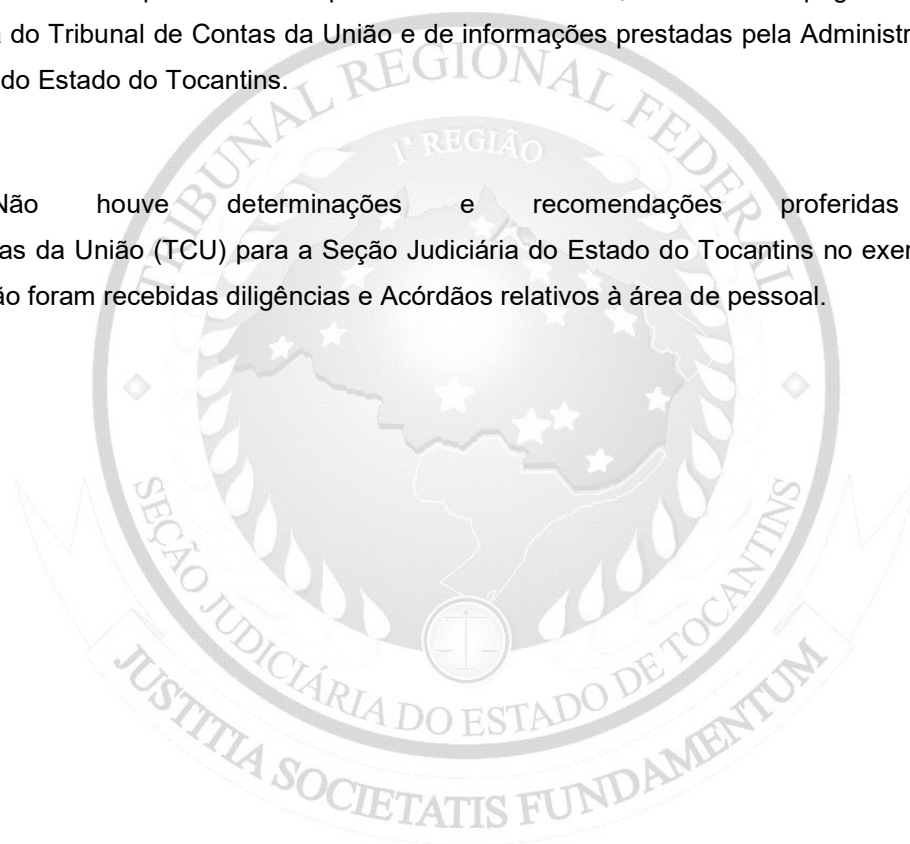 a do Tribunal de Contas da União e de informações prestadas pela Administr
do Estado do Tocantins.
Não houve determinações e recomendações proferidas
as da União (TCU) para a Seção Judiciária do Estado do Tocantins no exer
ão foram recebidas diligências e Acórdãos relativos à área de pessoal.
TRIBUNAL REGIONAL FEDERAL
1ª REGIÃO
SEÇÃO JUDICIÁRIA DO ESTADO DE TOCANTINS
JUSTITIA SOCIETATIS FUNDAMENTUM